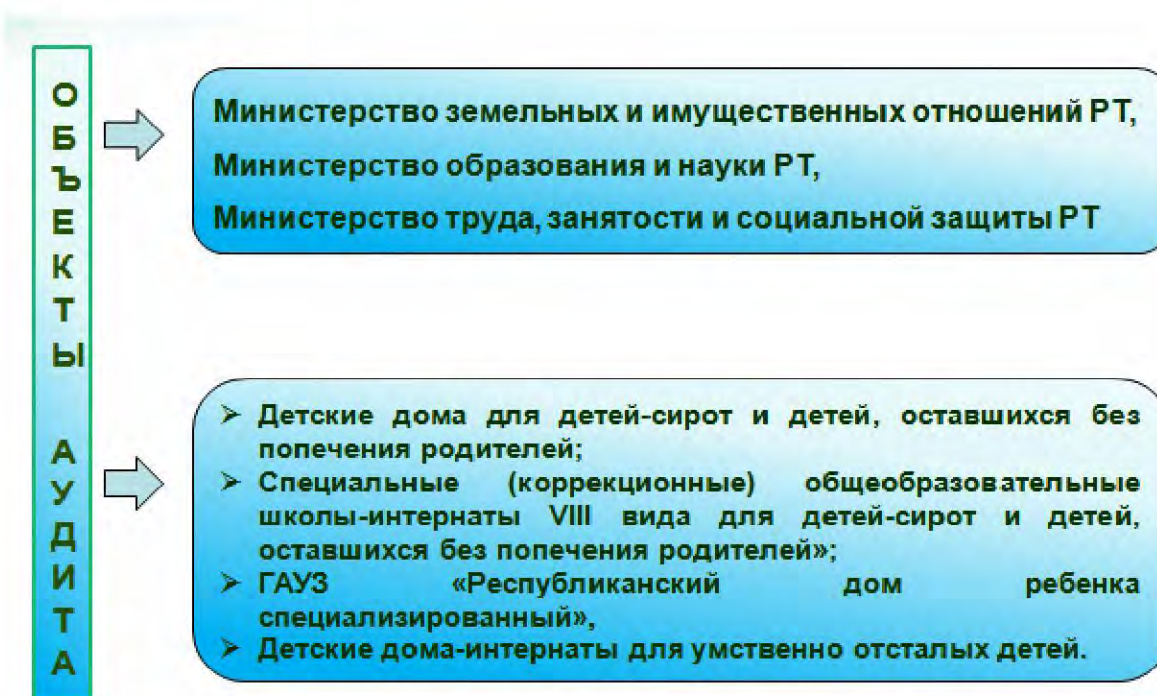 ОБЪЕКТЫ АУДИТА
Министерство земельных и имущественных отношений РТ,
Министерство образования и науки РТ,
Министерство труда, занятости и социальной защиты РТ
➢ Детские дома для детей-сирот и детей, оставшихся без
попечения родителей;
➢ Специальные (коррекционные) общеобразовательные
школы-интернаты VIII вида для детей-сирот и детей,
оставшихся без попечения родителей»;
➢ ГАУЗ «Республиканский дом ребенка
специализированный»,
➢ Детские дома-интернаты для умственно отсталых детей.